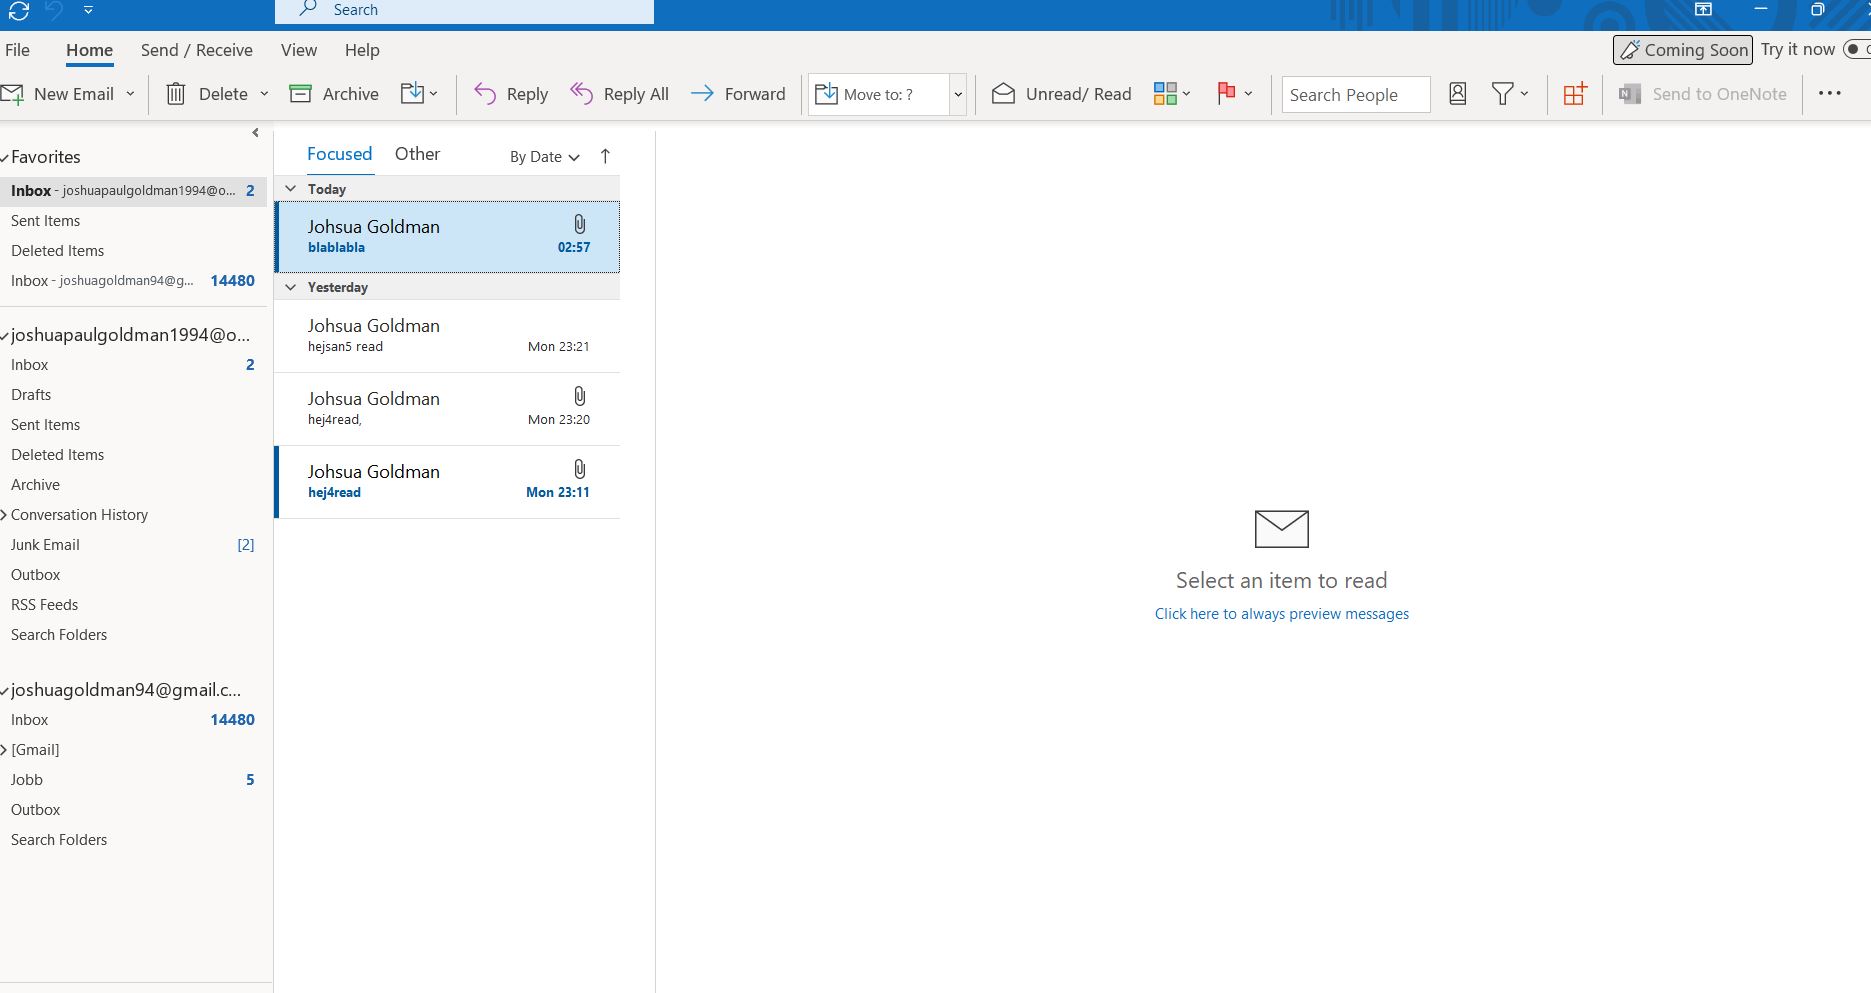 Search
File Home Send / Receive View Help
Coming Soon Try it now
New Email Delete Archive Reply Reply All Forward Move to: ? Unread/ Read Search People Send to OneNote
Favorites
Inbox - joshuapaulgoldman1994@o... 2
Sent Items
Deleted Items
Inbox - joshuagoldman94@g... 14480
joshuapaulgoldman1994@o...
Inbox 2
Drafts
Sent Items
Deleted Items
Archive
Conversation History
Junk Email [2]
Outbox
RSS Feeds
Search Folders
joshuagoldman94@gmail.c...
Inbox 14480
[Gmail]
Jobb 5
Outbox
Search Folders
Focused Other By Date
Today
Johsua Goldman
blablabla 02:57
Yesterday
Johsua Goldman
hejsan5 read Mon 23:21
Johsua Goldman
hej4read, Mon 23:20
Johsua Goldman
hej4read Mon 23:11
Select an item to read
Click here to always preview messages